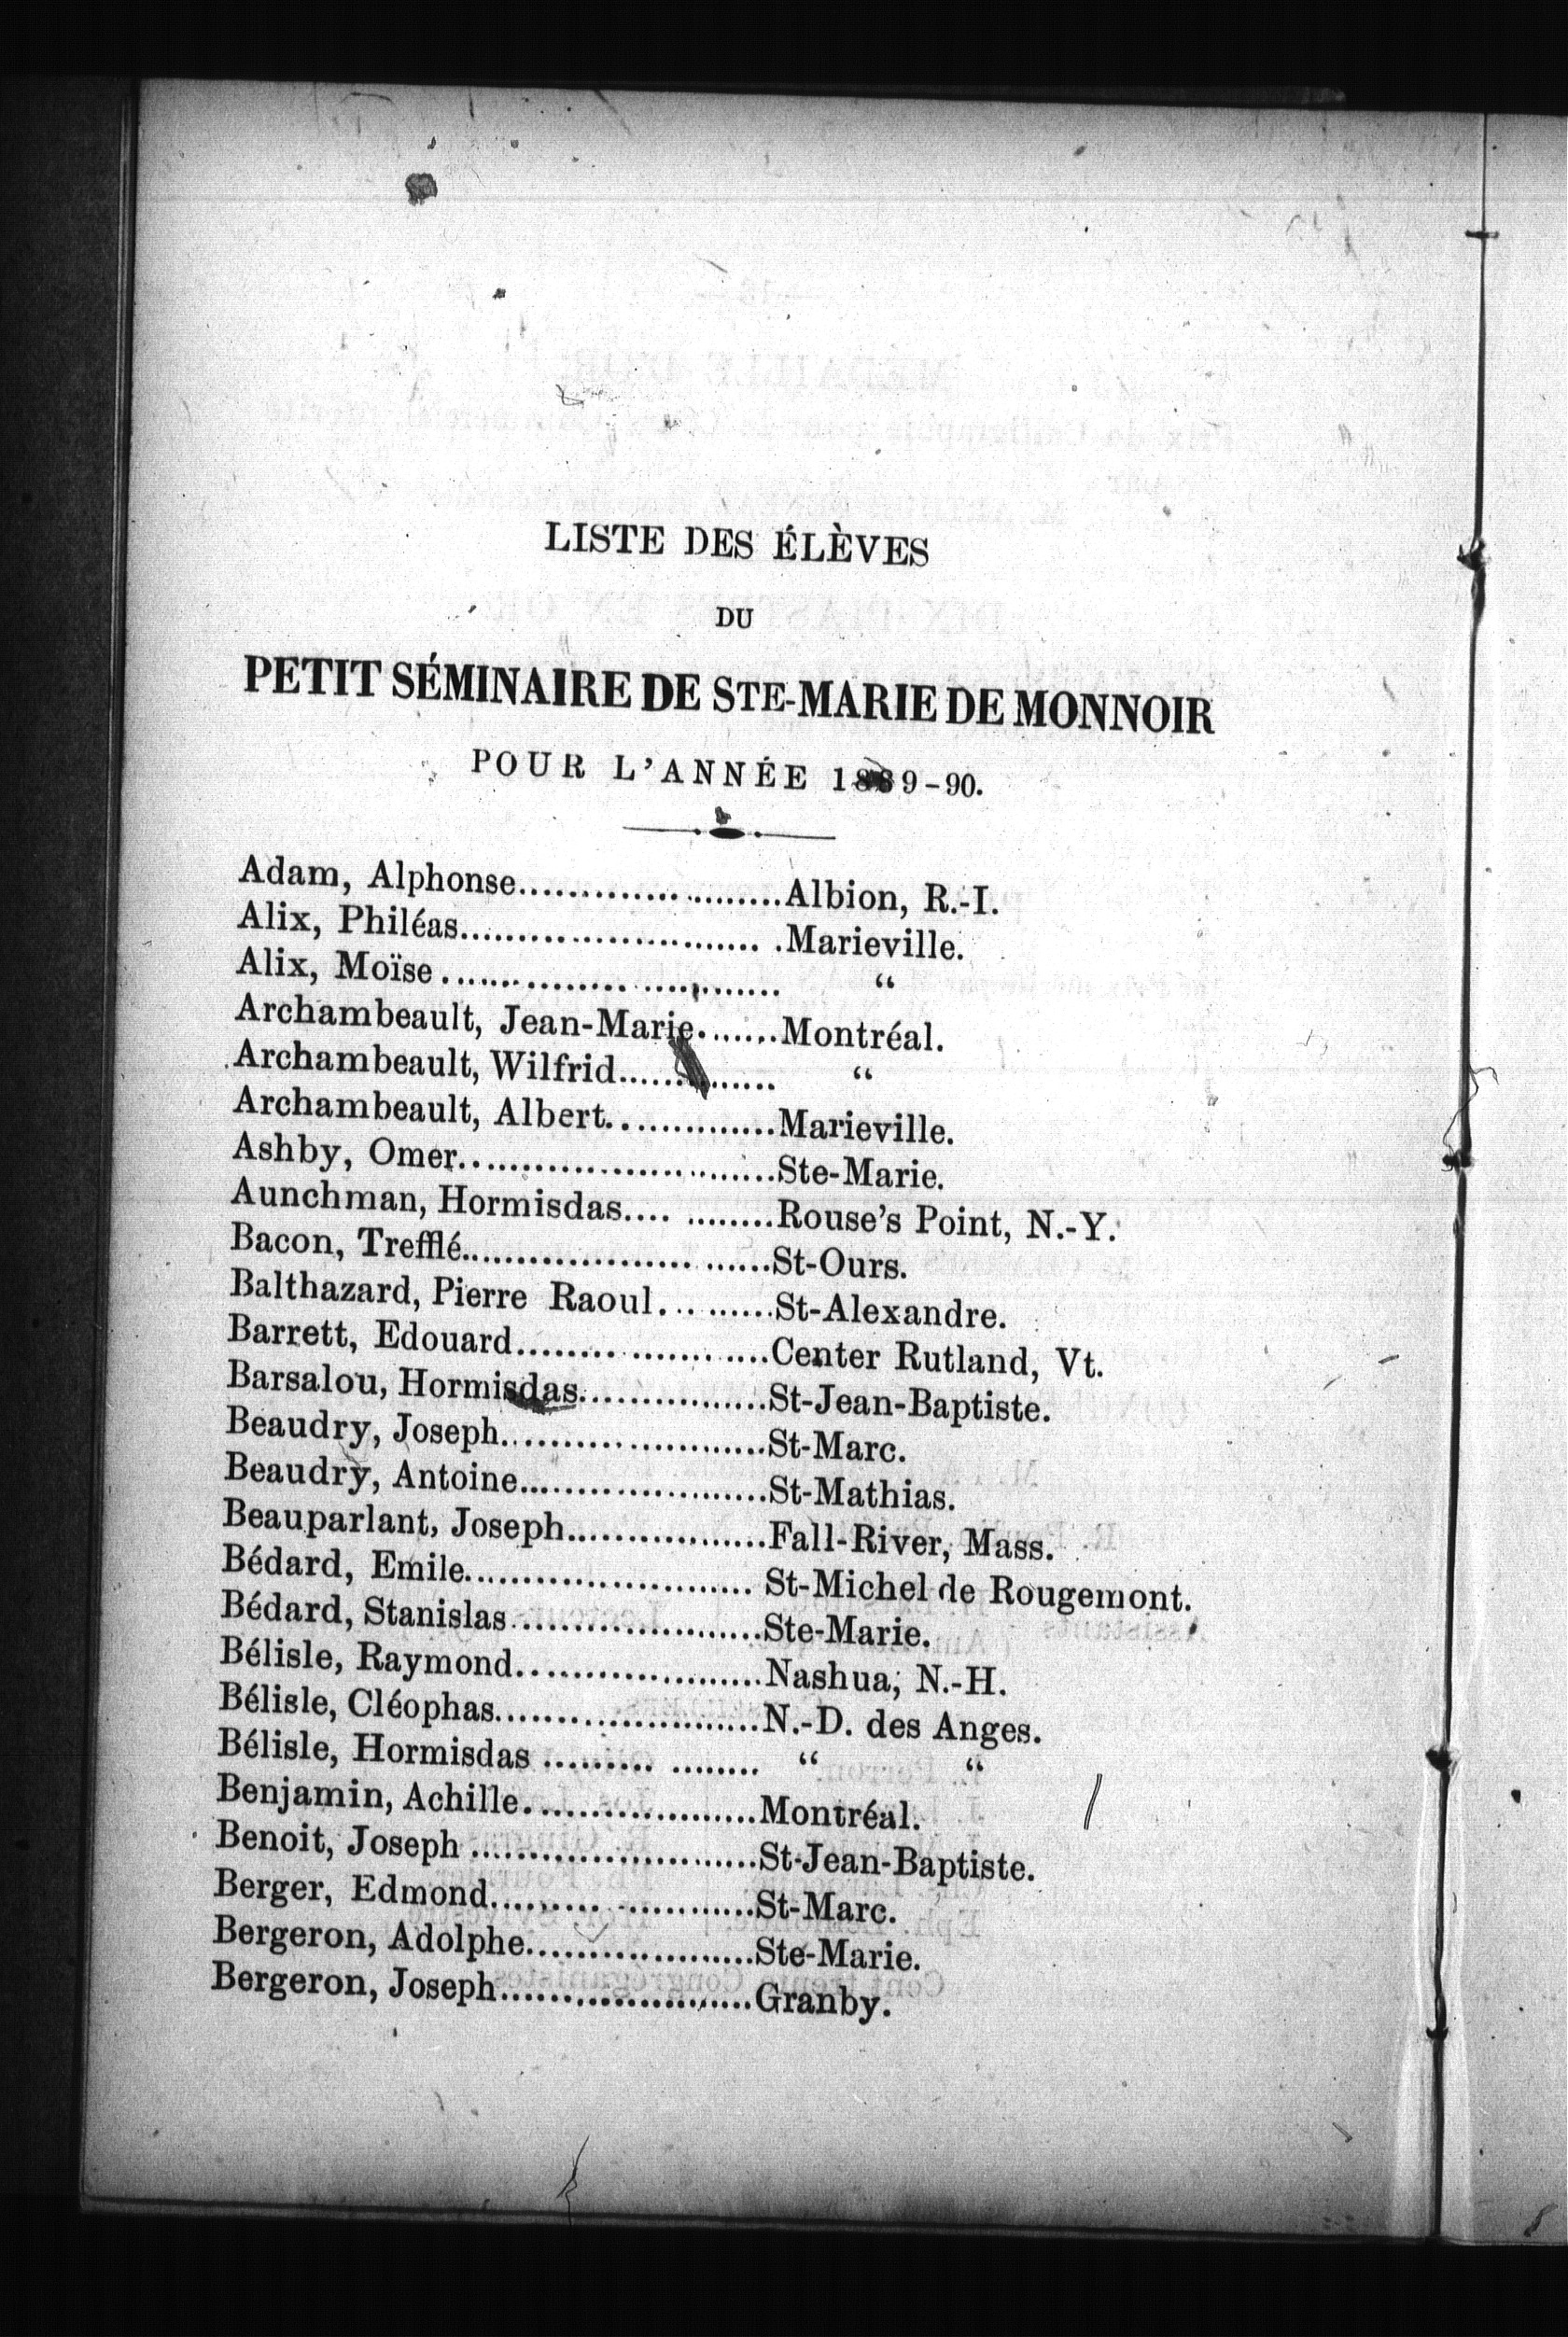 LISTE DES ÉLÈVES
DU
PETIT SÉMINAIRE DE STE-MARIE DE MONNOIR
POUR L'ANNÉE 1889-90.
Adam, Alphonse........................Albion, R.-I.
Alix, Philéas........................Marieville.
Alix, Moïse........................ “
Archambeault, Jean-Marie........Montréal.
Archambeault, Wilfrid............ “
Archambeault, Albert...............Marieville.
Ashby, Omer........................Ste-Marie.
Aunchman, Hormisdas............Rouse's Point, N.-Y.
Bacon, Trefflé........................St-Ours.
Balthazard, Pierre Raoul..........St-Alexandre.
Barrett, Edouard....................Center Rutland, Vt.
Barsalou, Hormisdas................St-Jean-Baptiste.
Beaudry, Joseph......................St-Marc.
Beaudry, Antoine.....................St-Mathias.
Beauparlant, Joseph.................Fall-River, Mass.
Bédard, Emile........................ St-Michel de Rougemont.
Bédard, Stanislas.....................Ste-Marie.
Bélisle, Raymond.....................Nashua, N.-H.
Bélisle, Cléophas......................N.-D. des Anges.
Bélisle, Hormisdas ................. “ “
Benjamin, Achille...................Montréal.
Benoit, Joseph ........................St-Jean-Baptiste.
Berger, Edmond......................St-Marc.
Bergeron, Adolphe...................Ste-Marie.
Bergeron, Joseph.....................Granby.